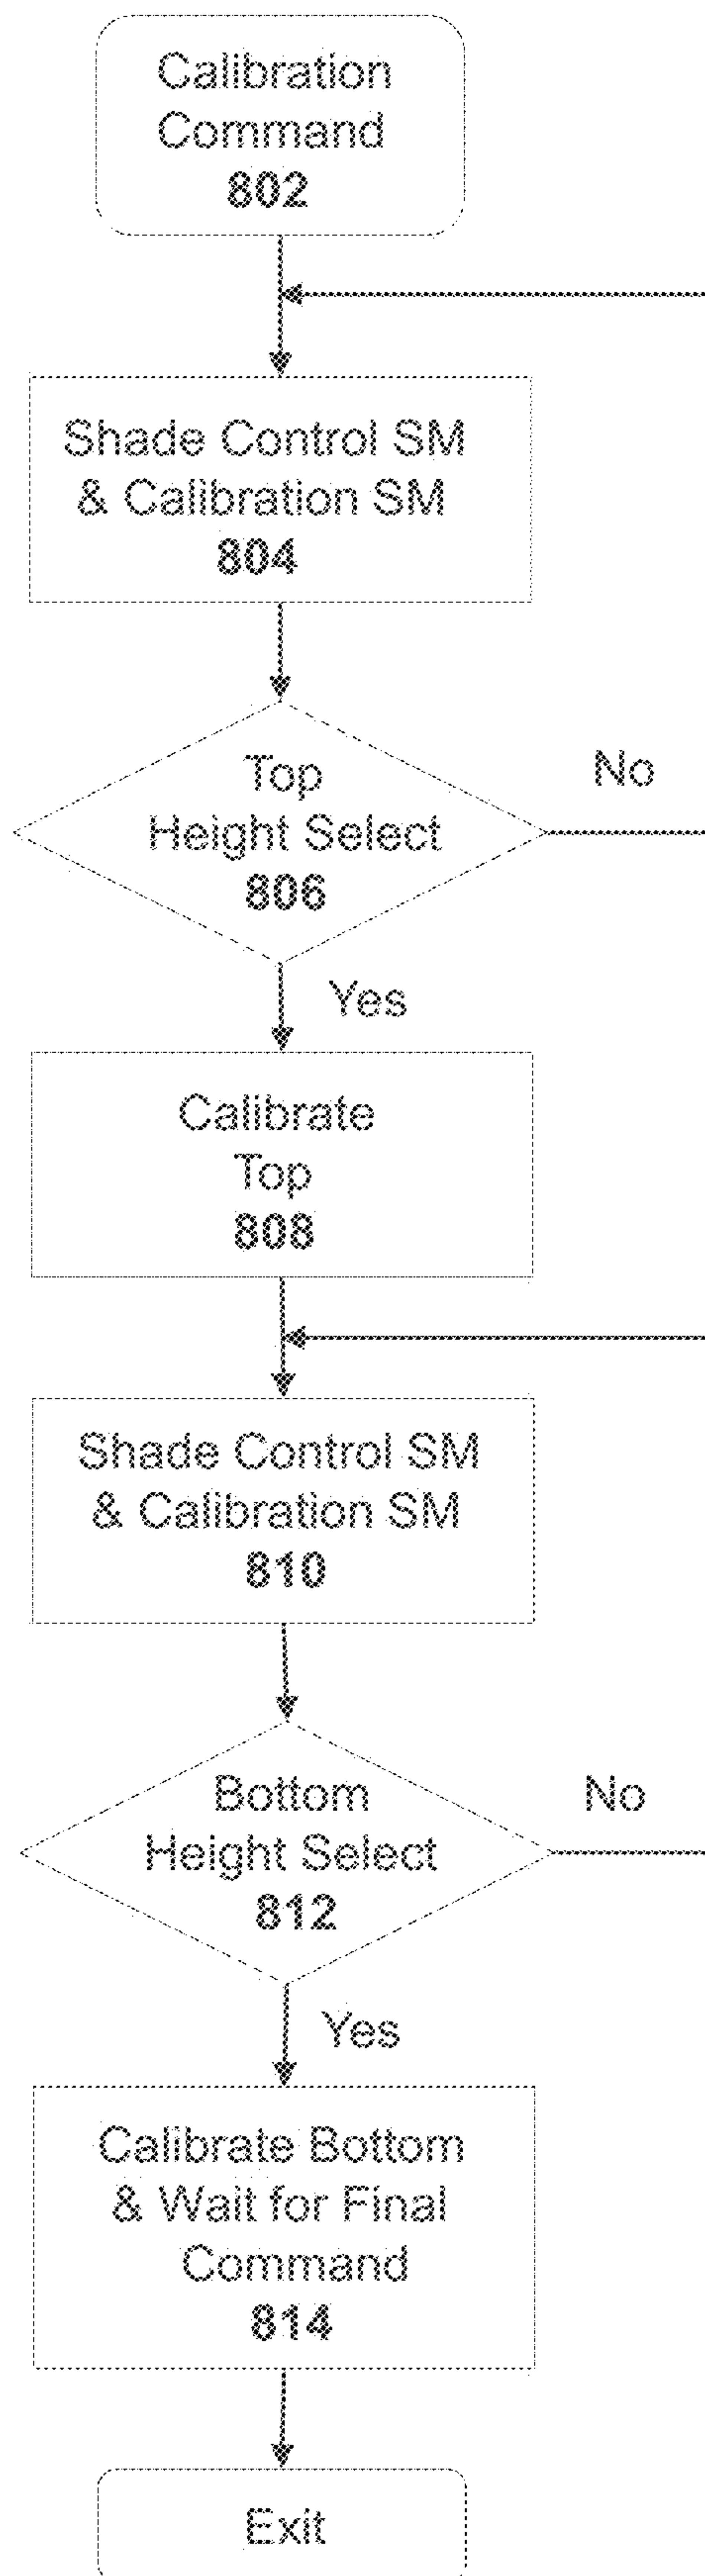 Calibration
Command
802
Shade Control SM
& Calibration SM
804
Top
Height Select
806
No
Yes
Calibrate
Top
808
Shade Control SM
& Calibration SM
810
Bottom
Height Select
812
No
Yes
Calibrate Bottom
& Wait for Final
Command
814
Exit